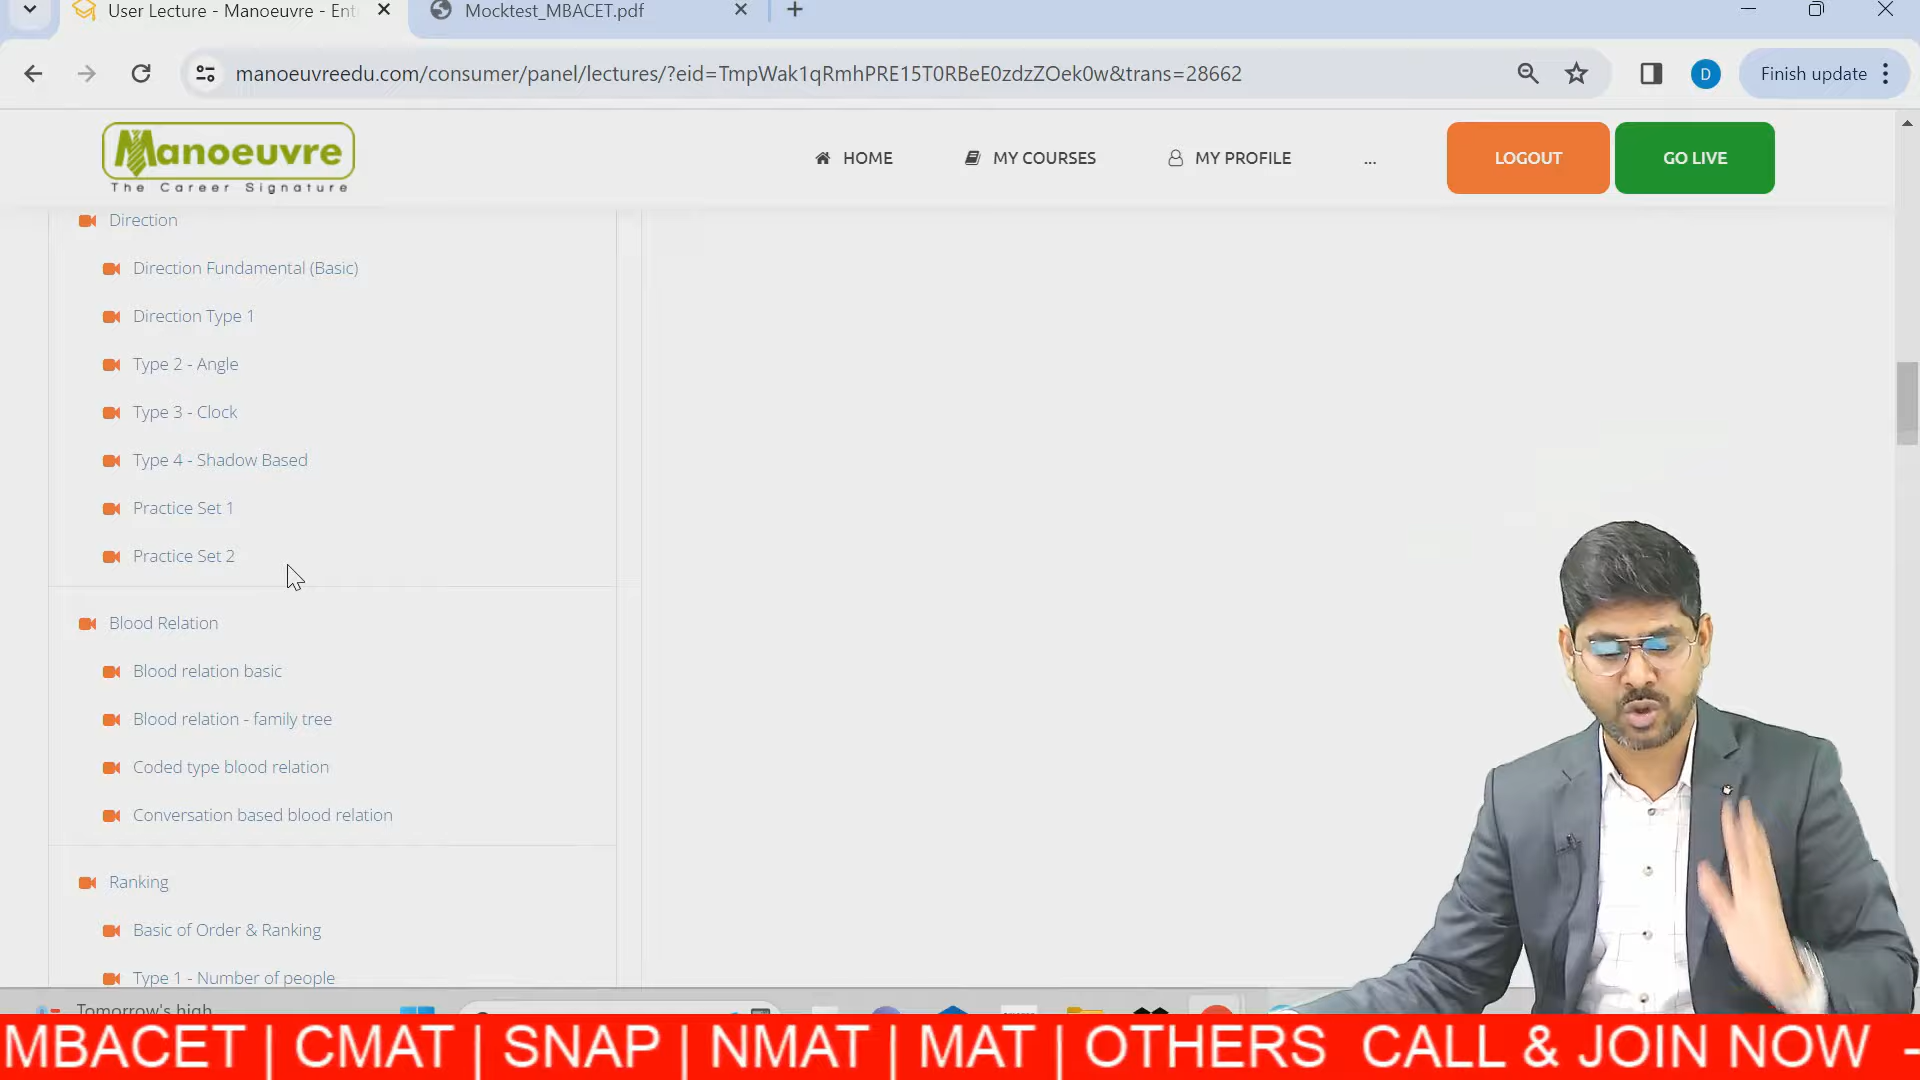 User Lecture - Manoeuvre - Ent
Mocktest_MBACET.pdf
manoeuvreedu.com/consumer/panel/lectures/?eid=TmpWak1qRmhPRE15T0RBeE0zdzZOek0w&trans=28662
D
Finish update
Manoeuvre
The Career Signature
HOME
MY COURSES
MY PROFILE
...
LOGOUT
GO LIVE
Direction
Direction Fundamental (Basic)
Direction Type 1
Type 2 - Angle
Type 3 - Clock
Type 4 - Shadow Based
Practice Set 1
Practice Set 2
Blood Relation
Blood relation basic
Blood relation - family tree
Coded type blood relation
Conversation based blood relation
Ranking
Basic of Order & Ranking
Type 1 - Number of people
Tomorrow's high
MBACET | CMAT | SNAP | NMAT | MAT | OTHERS CALL & JOIN NOW -